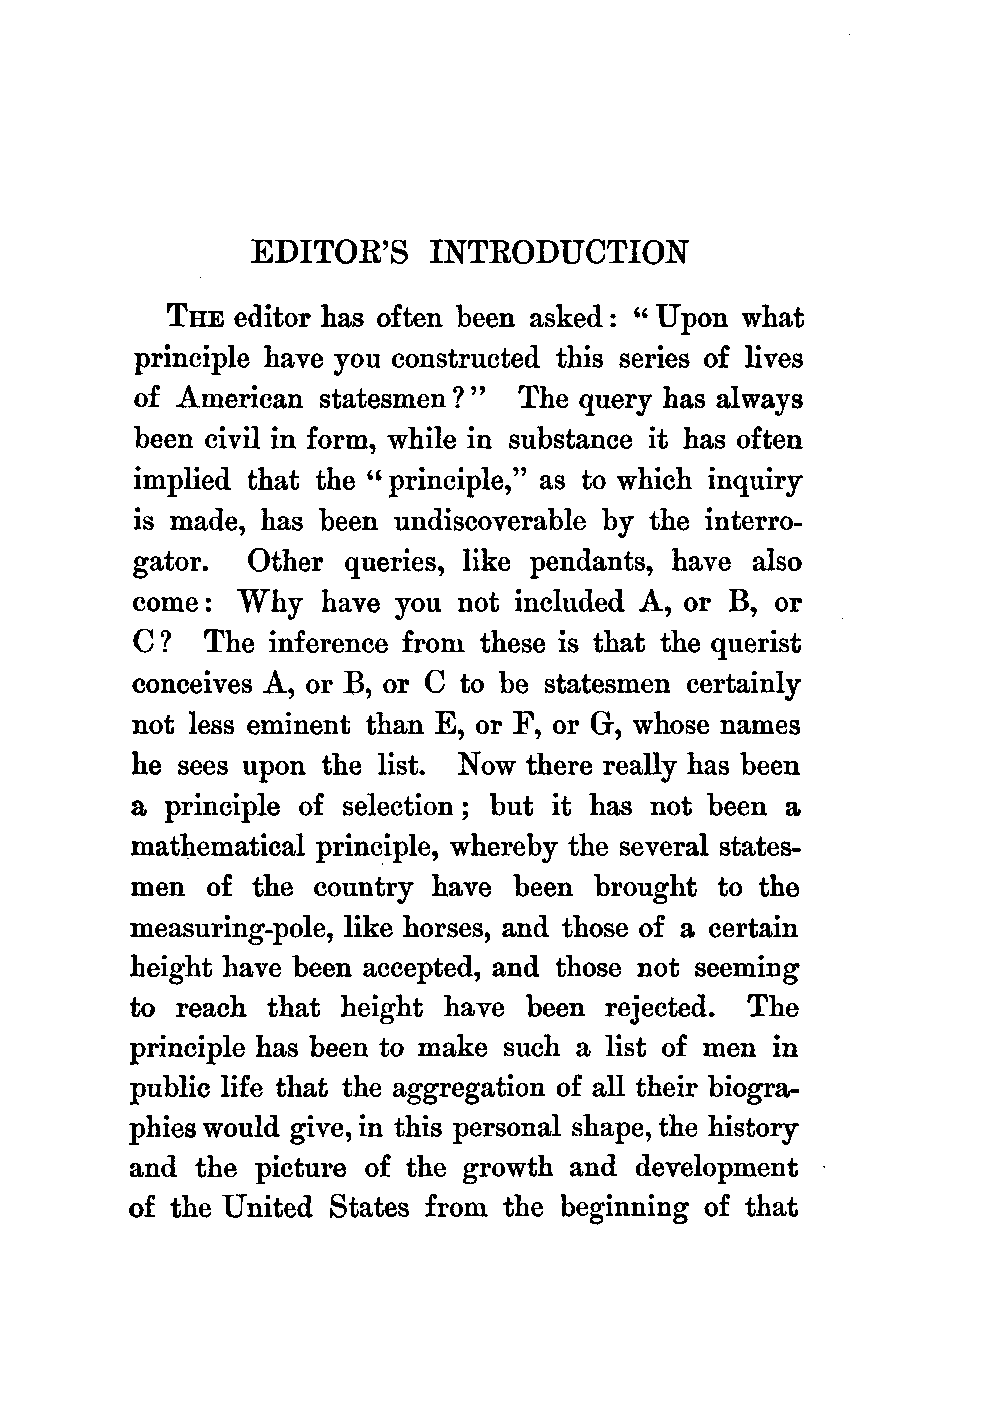 EDITOR'S INTRODUCTION
THE editor has often been asked: “Upon what
principle have you constructed this series of lives
of American statesmen?” The query has always
been civil in form, while in substance it has often
implied that the “principle,” as to which inquiry
is made, has been undiscoverable by the interro-
gator. Other queries, like pendants, have also
come: Why have you not included A, or B, or
C? The inference from these is that the querist
conceives A, or B, or C to be statesmen certainly
not less eminent than E, or F, or G, whose names
he sees upon the list. Now there really has been
a principle of selection; but it has not been a
mathematical principle, whereby the several states-
men of the country have been brought to the
measuring-pole, like horses, and those of a certain
height have been accepted, and those not seeming
to reach that height have been rejected. The
principle has been to make such a list of men in
public life that the aggregation of all their biogra-
phies would give, in this personal shape, the history
and the picture of the growth and development
of the United States from the beginning of that